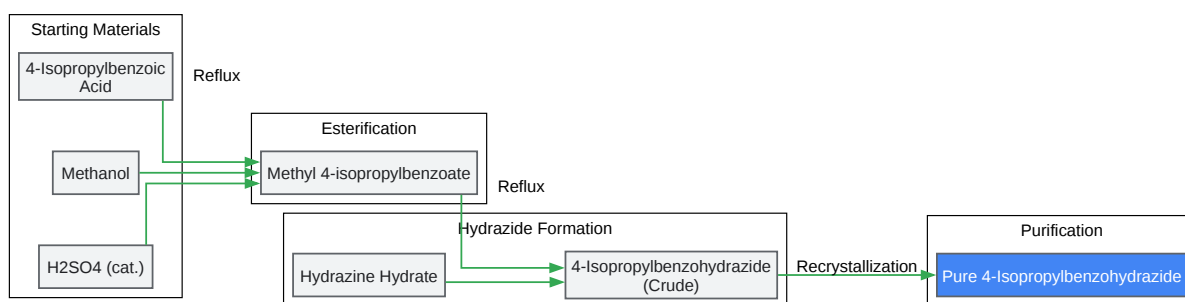 Starting Materials
4-Isopropylbenzoic
Acid
Reflux
Esterification
Methanol
Methyl 4-isopropylbenzoate
Reflux
Hydrazide Formation
Purification
H2SO4 (cat.)
Hydrazine Hydrate
4-Isopropylbenzohydrazide
(Crude)
Recrystallization
Pure 4-Isopropylbenzohydrazide